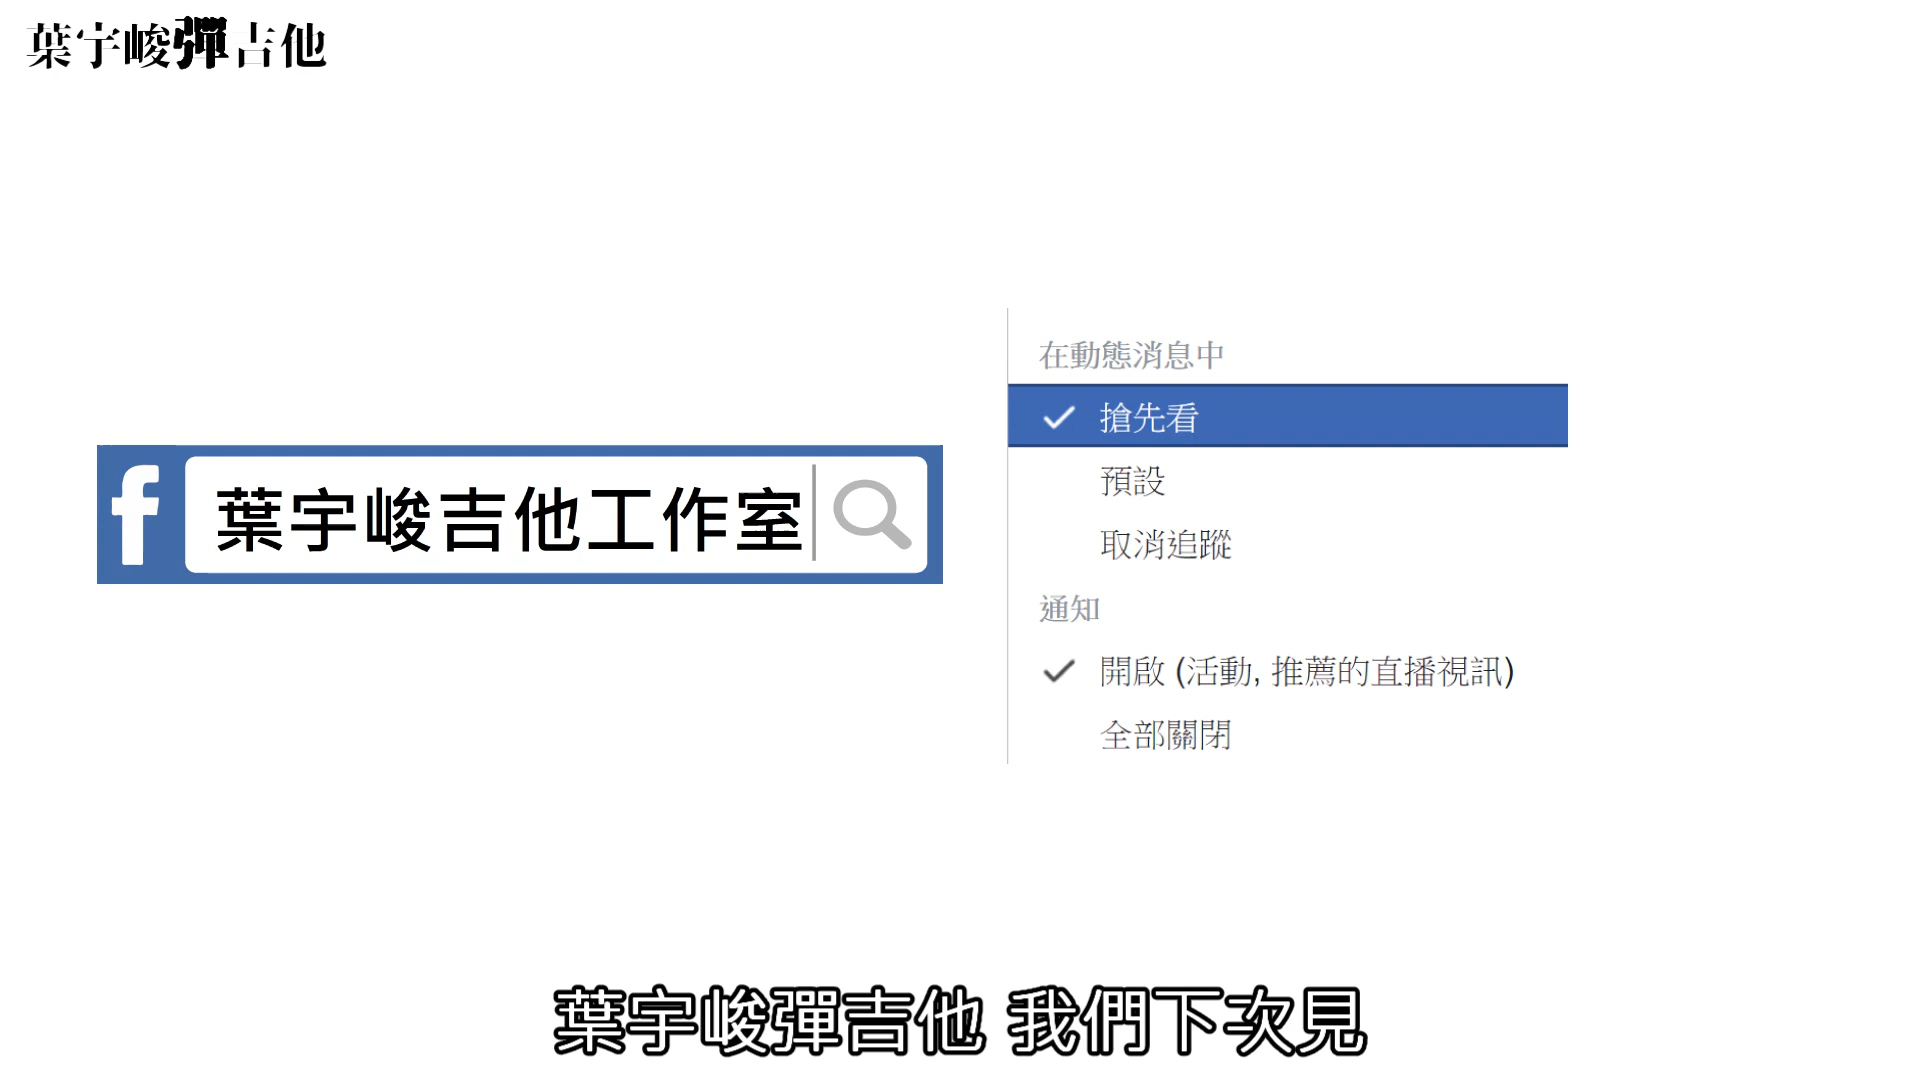 葉宇峻彈吉他
葉宇峻吉他工作室
在動態消息中
搶先看
預設
取消追蹤
通知
開啟 (活動, 推薦的直播視訊)
全部關閉
葉宇峻彈吉他 我們下次見